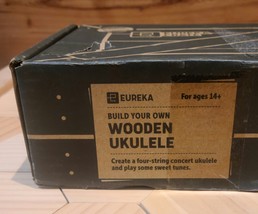 EUREKA
For ages 14+
BUILD YOUR OWN
WOODEN
UKULELE
Create a four-string concert ukulele
and play some sweet tunes.